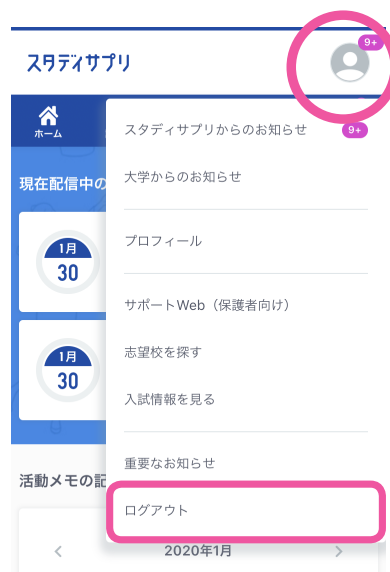 9+
スタディサプリ
ホーム
スタディサプリからのお知らせ
9+
大学からのお知らせ
現在配信中の
プロフィール
1月
30
サポートWeb（保護者向け）
志望校を探す
1月
30
入試情報を見る
重要なお知らせ
活動メモの記
ログアウト
2020年1月